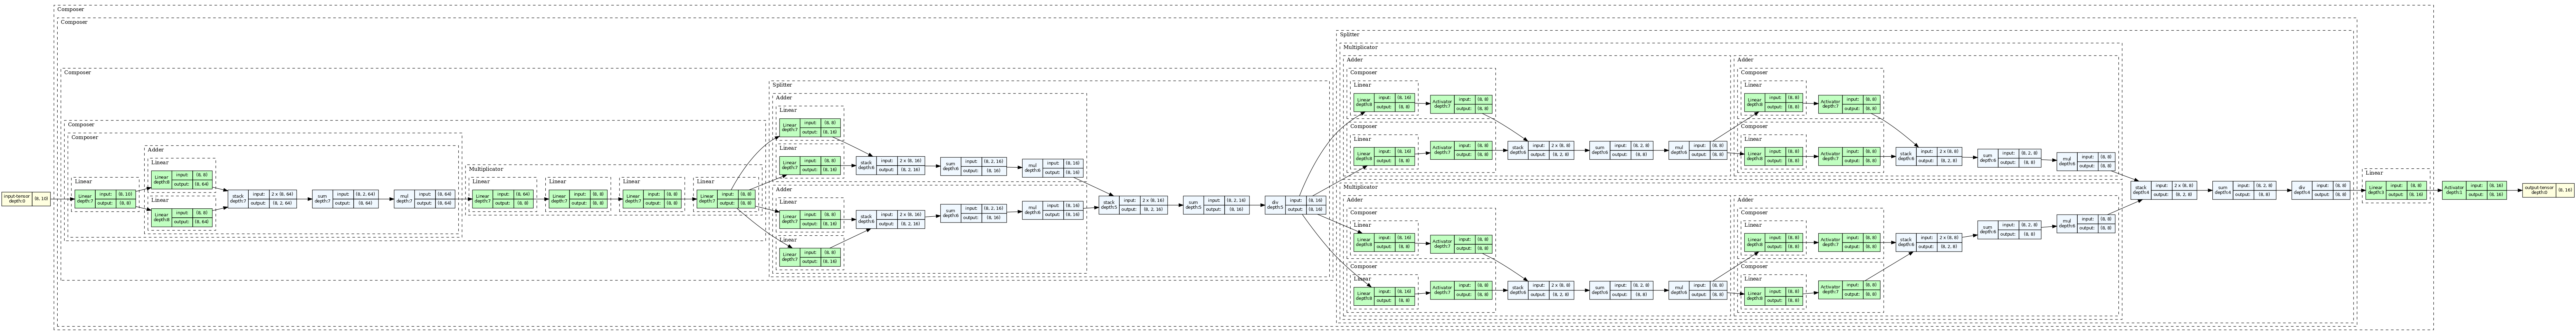 Composer
Composer
Splitter
Multiplicator
Composer
Adder
Adder
Composer
Composer
Linear
Linear
Splitter
Linear depth:8 input: (8, 16) output: (8, 8)
Activator depth:7 input: (8, 8) output: (8, 8)
Linear depth:8 input: (8, 8) output: (8, 8)
Activator depth:7 input: (8, 8) output: (8, 8)
Adder
Linear
Composer
Linear depth:7 input: (8, 8) output: (8, 16)
Composer
Composer
Composer
Linear
Linear
Linear
Adder
Linear depth:7 input: (8, 8) output: (8, 16)
stack depth:6 input: 2 x (8, 16) output: (8, 2, 16)
sum depth:6 input: (8, 2, 16) output: (8, 16)
mul depth:6 input: (8, 16) output: (8, 16)
Linear depth:8 input: (8, 16) output: (8, 8)
Activator depth:7 input: (8, 8) output: (8, 8)
stack depth:6 input: 2 x (8, 8) output: (8, 2, 8)
sum depth:6 input: (8, 2, 8) output: (8, 8)
mul depth:6 input: (8, 8) output: (8, 8)
Linear depth:8 input: (8, 8) output: (8, 8)
Activator depth:7 input: (8, 8) output: (8, 8)
stack depth:6 input: 2 x (8, 8) output: (8, 2, 8)
sum depth:6 input: (8, 2, 8) output: (8, 8)
mul depth:6 input: (8, 8) output: (8, 8)
Linear
Multiplicator
Linear
Linear depth:8 input: (8, 8) output: (8, 64)
Linear
Linear
Linear
Linear
Linear
Adder
Multiplicator
input-tensor depth:0 (8, 10)
Linear depth:7 input: (8, 10) output: (8, 8)
Linear
Linear depth:8 input: (8, 8) output: (8, 64)
stack depth:7 input: 2 x (8, 64) output: (8, 2, 64)
sum depth:7 input: (8, 2, 64) output: (8, 64)
mul depth:7 input: (8, 64) output: (8, 64)
Linear depth:7 input: (8, 64) output: (8, 8)
Linear depth:7 input: (8, 8) output: (8, 8)
Linear depth:7 input: (8, 8) output: (8, 8)
Linear depth:7 input: (8, 8) output: (8, 8)
Linear
Linear depth:7 input: (8, 8) output: (8, 16)
stack depth:6 input: 2 x (8, 16) output: (8, 2, 16)
sum depth:6 input: (8, 2, 16) output: (8, 16)
mul depth:6 input: (8, 16) output: (8, 16)
stack depth:5 input: 2 x (8, 16) output: (8, 2, 16)
sum depth:5 input: (8, 2, 16) output: (8, 16)
div depth:5 input: (8, 16) output: (8, 16)
Adder
Adder
stack depth:4 input: 2 x (8, 8) output: (8, 2, 8)
sum depth:4 input: (8, 2, 8) output: (8, 8)
div depth:4 input: (8, 8) output: (8, 8)
Linear depth:3 input: (8, 8) output: (8, 16)
Activator depth:1 input: (8, 16) output: (8, 16)
output-tensor depth:0 (8, 16)
Composer
Composer
Linear
Linear
Linear
Linear depth:7 input: (8, 8) output: (8, 16)
Linear depth:8 input: (8, 16) output: (8, 8)
Activator depth:7 input: (8, 8) output: (8, 8)
Linear depth:8 input: (8, 8) output: (8, 8)
Activator depth:7 input: (8, 8) output: (8, 8)
stack depth:6 input: 2 x (8, 8) output: (8, 2, 8)
sum depth:6 input: (8, 2, 8) output: (8, 8)
mul depth:6 input: (8, 8) output: (8, 8)
Composer
Composer
Linear
Linear
Linear depth:8 input: (8, 16) output: (8, 8)
Activator depth:7 input: (8, 8) output: (8, 8)
stack depth:6 input: 2 x (8, 8) output: (8, 2, 8)
sum depth:6 input: (8, 2, 8) output: (8, 8)
mul depth:6 input: (8, 8) output: (8, 8)
Linear depth:8 input: (8, 8) output: (8, 8)
Activator depth:7 input: (8, 8) output: (8, 8)